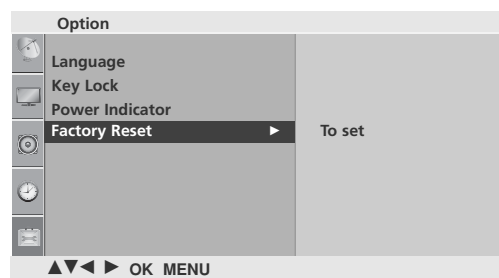 Option
Language
Key Lock
Power Indicator
Factory Reset ► To set
▲▼◄ ► OK MENU